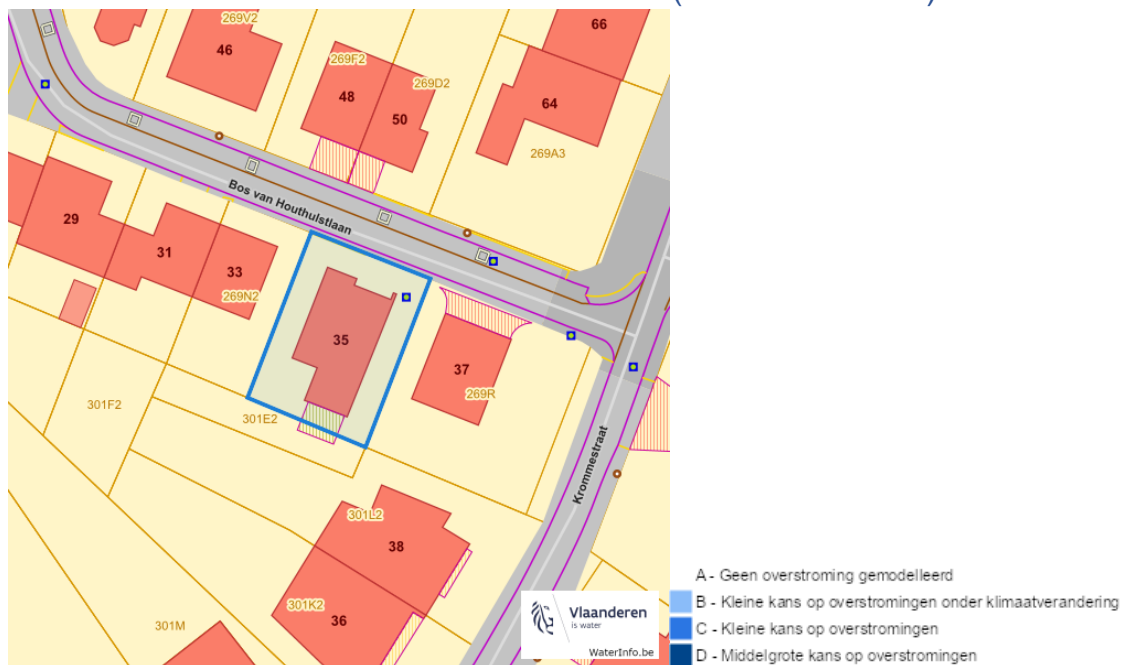 269V2
46
269F2
48
269D2
50
66
64
269A3
Bos van Houthulstlaan
29
31
33
269N2
35
37
269R
301F2
301E2
Krommestraat
301L2
38
301K2
36
301M
Vlaanderen
is water
WaterInfo.be
A - Geen overstroming gemodelleerd
B - Kleine kans op overstromingen onder klimaatverandering
C - Kleine kans op overstromingen
D - Middelgrote kans op overstromingen